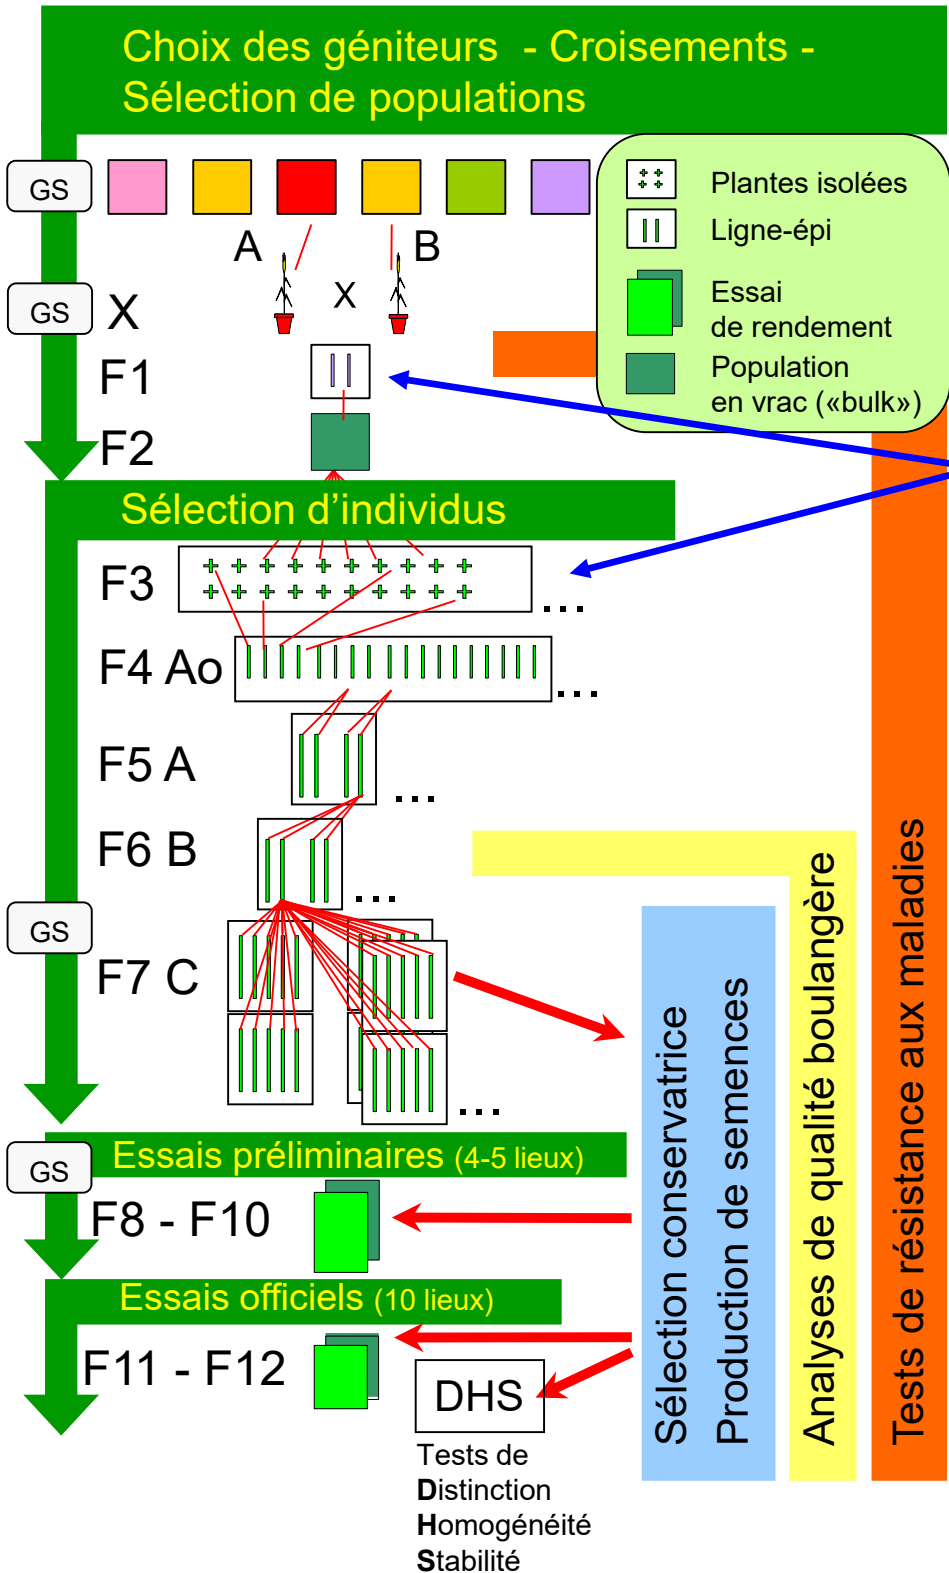 Choix des géniteurs - Croisements -
Sélection de populations
GS
Plantes isolées
Ligne-épi
Essai
de rendement
Population
en vrac («bulk»)
A
B
GS
X
X
F1
F2
Sélection d’individus
F3
...
F4 Ao
...
F5 A
...
F6 B
...
GS
F7 C
...
Essais préliminaires (4-5 lieux)
GS
F8 - F10
Essais officiels (10 lieux)
F11 - F12
DHS
Tests de
Distinction
Homogénéité
Stabilité
Sélection conservatrice
Production de semences
Analyses de qualité boulangère
Tests de résistance aux maladies